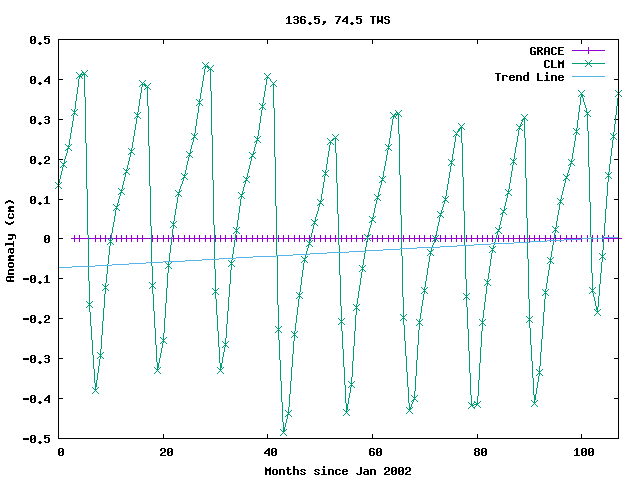 136.5, 74.5 TWS
GRACE
CLM
Trend Line
0.5
0.4
0.3
0.2
0.1
0
-0.1
-0.2
-0.3
-0.4
-0.5
Anomaly (cm)
0 20 40 60 80 100
Months since Jan 2002